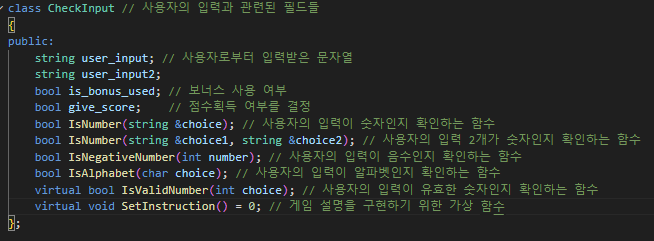 class CheckInput // 사용자의 입력과 관련된 필드들
{
public:
string user_input; // 사용자로부터 입력받은 문자열
string user_input2;
bool is_bonus_used; // 보너스 사용 여부
bool give_score; // 점수획득 여부를 결정
bool IsNumber(string &choice); // 사용자의 입력이 숫자인지 확인하는 함수
bool IsNumber(string &choice1, string &choice2); // 사용자의 입력 2개가 숫자인지 확인하는 함수
bool IsNegativeNumber(int number); // 사용자의 입력이 음수인지 확인하는 함수
bool IsAlphabet(char choice); // 사용자의 입력이 알파벳인지 확인하는 함수
virtual bool IsValidNumber(int choice); // 사용자의 입력이 유효한 숫자인지 확인하는 함수
virtual void SetInstruction() = 0; // 게임 설명을 구현하기 위한 가상 함수
};